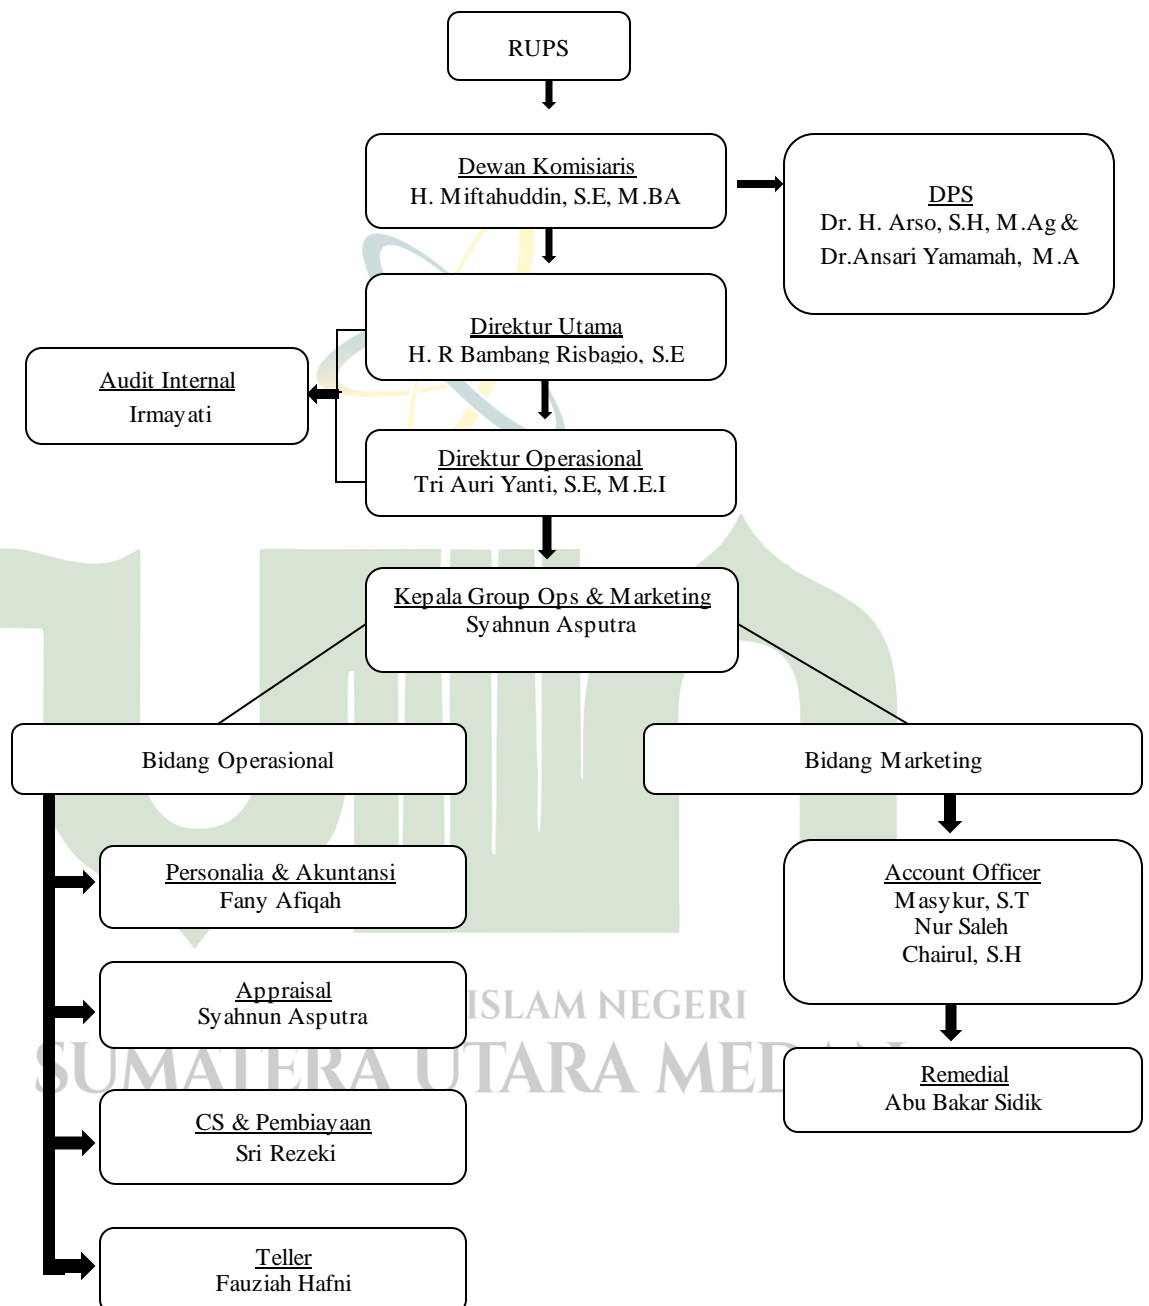 RUPS
Dewan Komisiaris
H. Miftahuddin, S.E, M.BA
DPS
Dr. H. Arso, S.H, M.Ag &
Dr.Ansari Yamamah, M.A
Direktur Utama
H. R Bambang Risbagio, S.E
Audit Internal
Irmayati
Direktur Operasional
Tri Auri Yanti, S.E, M.E.I
Kepala Group Ops & Marketing
Syahnun Asputra
Bidang Operasional
Bidang Marketing
Personalia & Akuntansi
Fany Afiqah
Account Officer
Masykur, S.T
Nur Saleh
Chairul, S.H
Appraisal
Syahnun Asputra
ISLAM NEGERI
SUMATERA UTARA MEDAN
Remedial
Abu Bakar Sidik
CS & Pembiayaan
Sri Rezeki
Teller
Fauziah Hafni